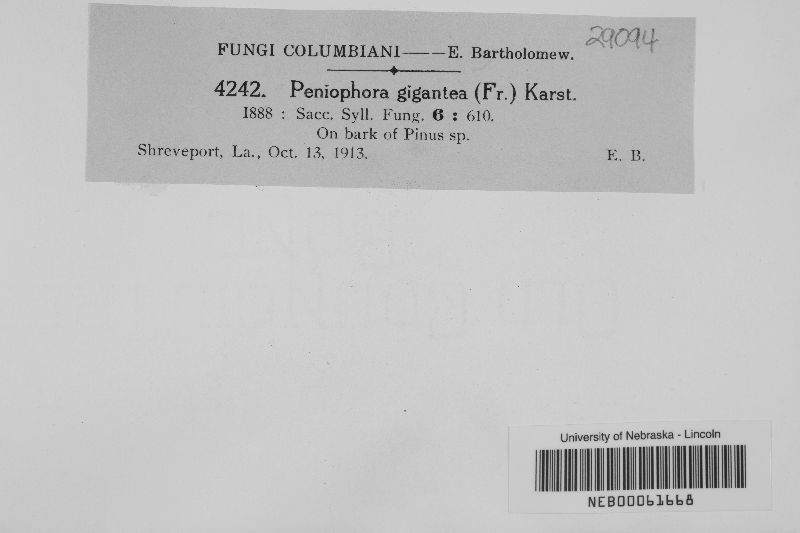 FUNGI COLUMBIANI——E. Bartholomew.
29094
4242. Peniophora gigantea (Fr.) Karst.
1888 : Sacc. Syll. Fung. 6 : 610.
On bark of Pinus sp.
Shreveport, La., Oct. 13, 1913. E. B.
University of Nebraska - Lincoln
NEB00061668